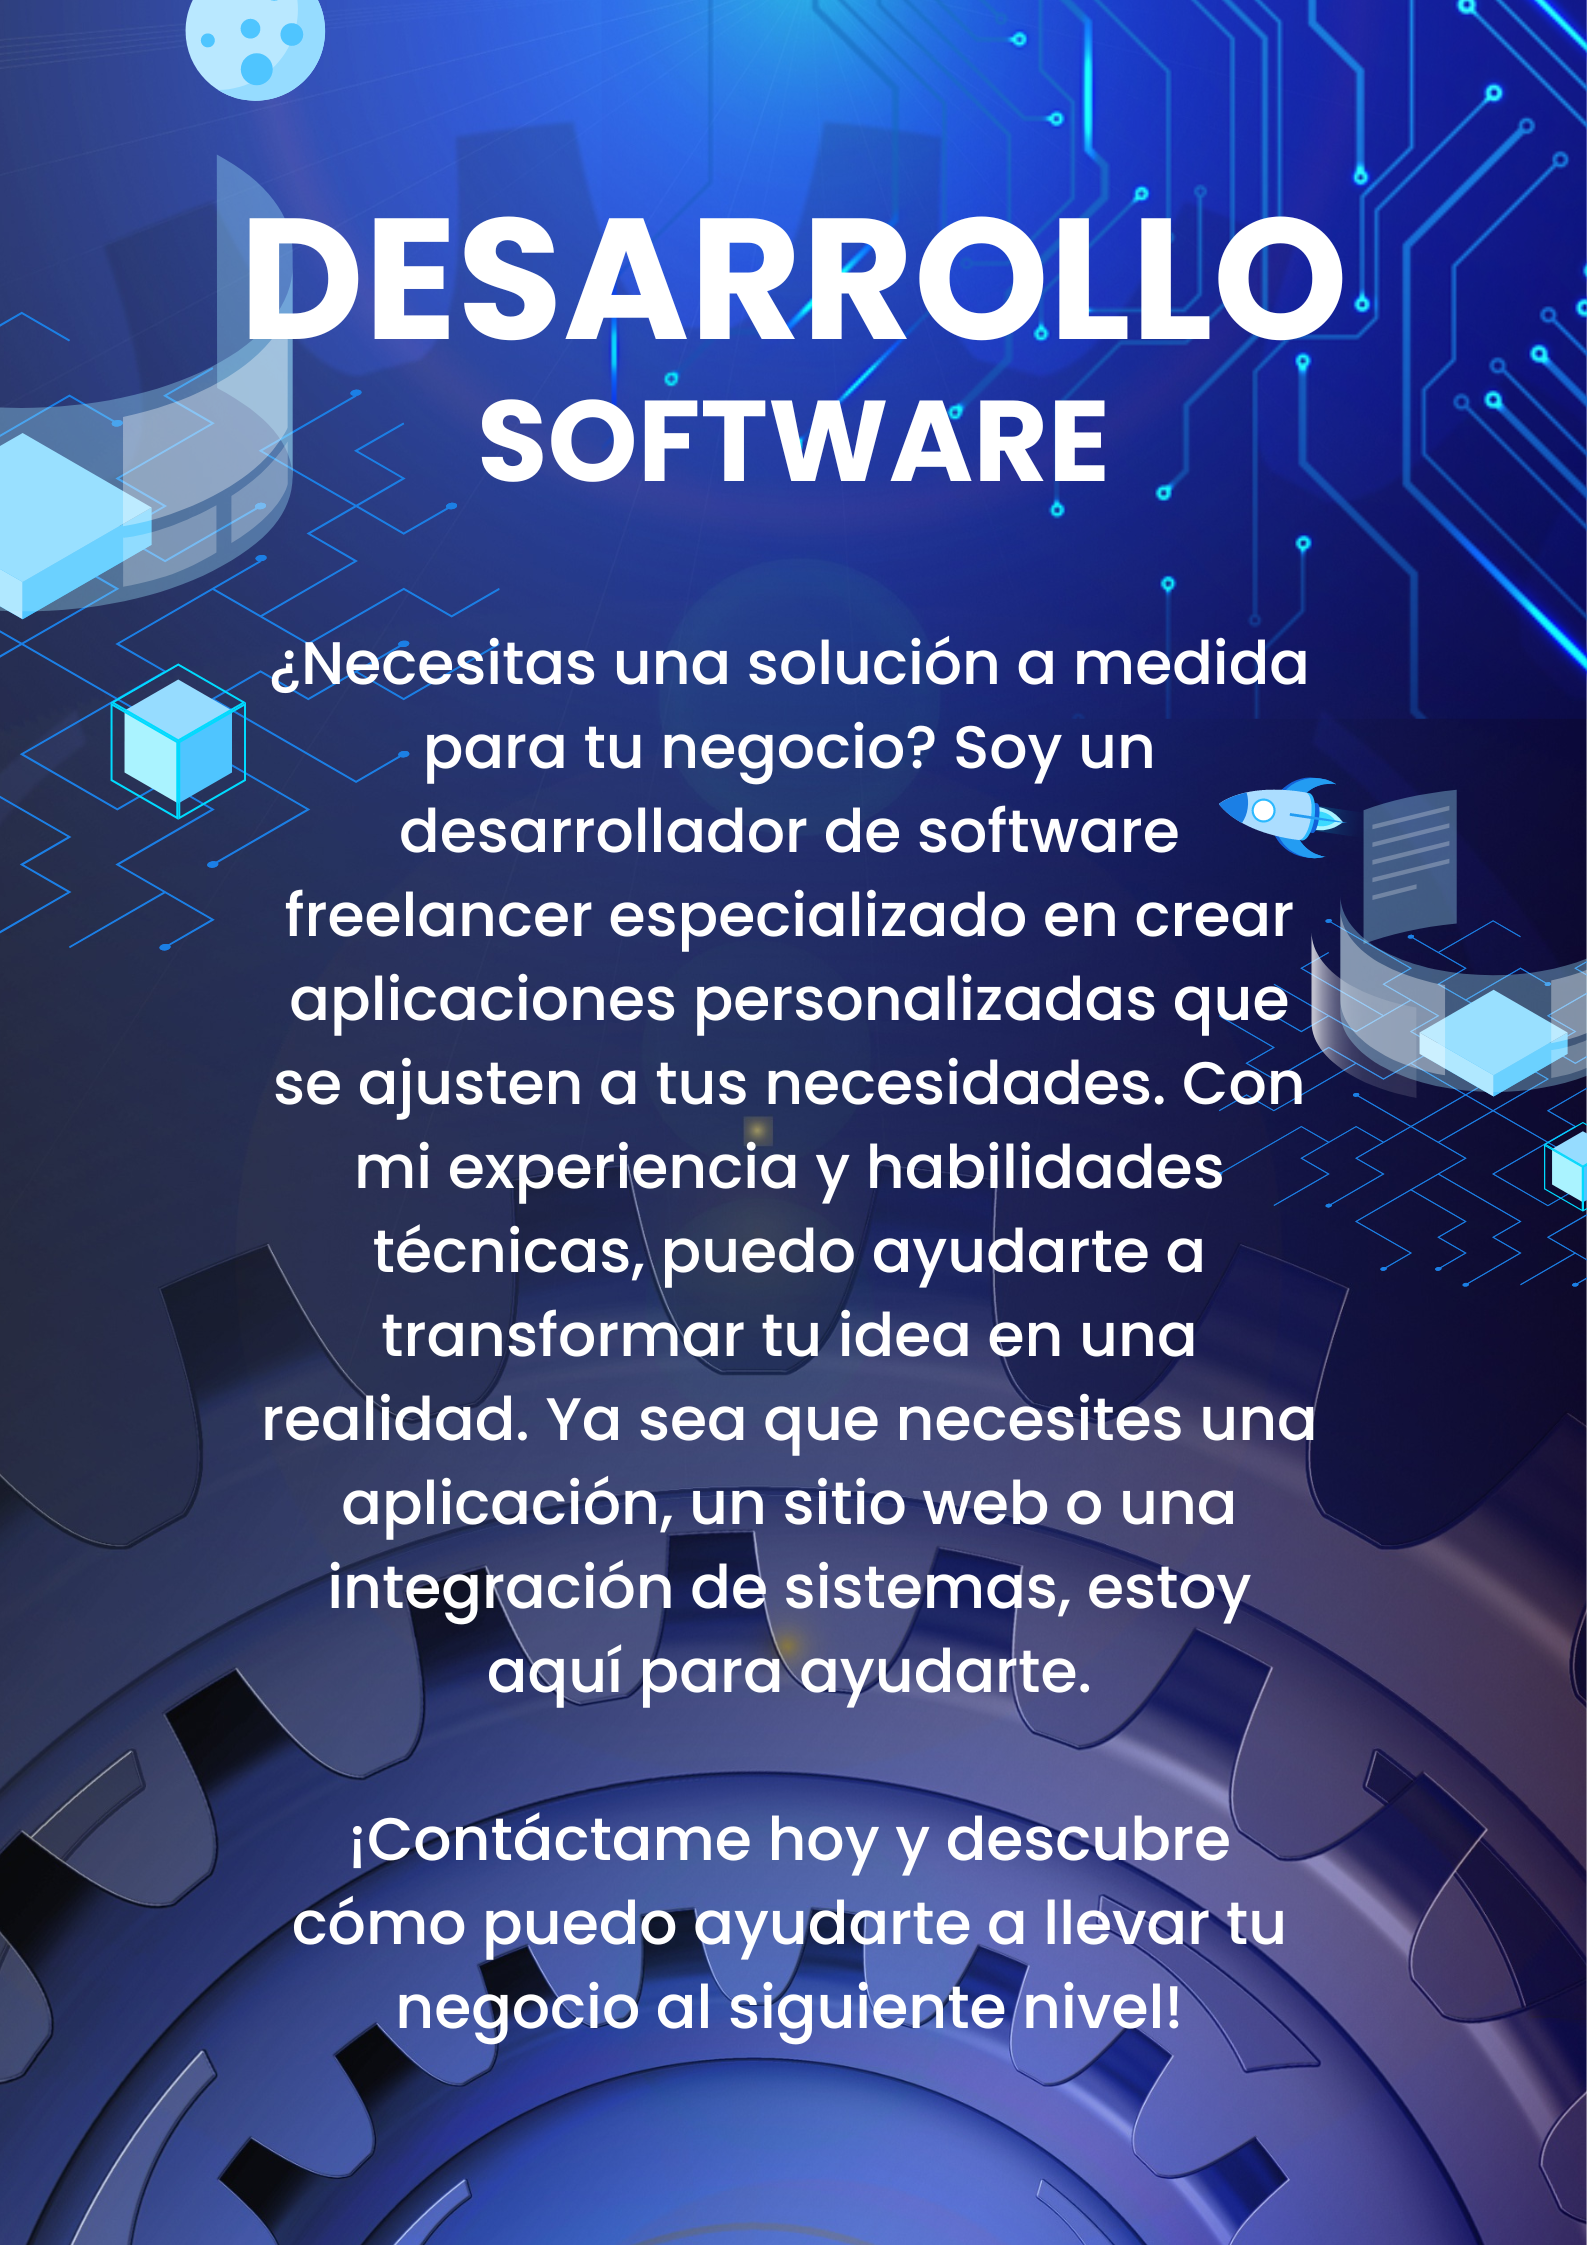 DESARROLLO
SOFTWARE
¿Necesitas una solución a medida
para tu negocio? Soy un
desarrollador de software
freelancer especializado en crear
aplicaciones personalizadas que
se ajusten a tus necesidades. Con
mi experiencia y habilidades
técnicas, puedo ayudarte a
transformar tu idea en una
realidad. Ya sea que necesites una
aplicación, un sitio web o una
integración de sistemas, estoy
aquí para ayudarte.
¡Contáctame hoy y descubre
cómo puedo ayudarte a llevar tu
negocio al siguiente nivel!